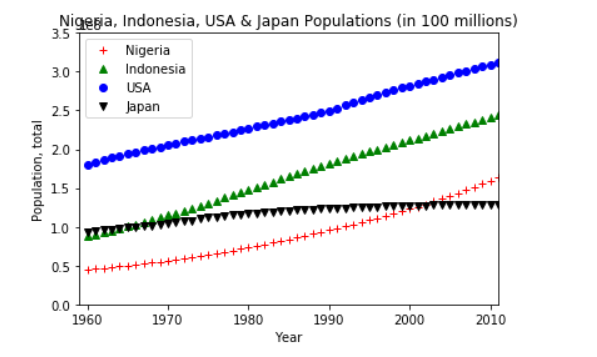 Nigeria, Indonesia, USA & Japan Populations (in 100 millions)
1e8
3.5
3.0
2.5
2.0
1.5
1.0
0.5
0.0
Population, total
Nigeria
Indonesia
USA
Japan
1960 1970 1980 1990 2000 2010
Year